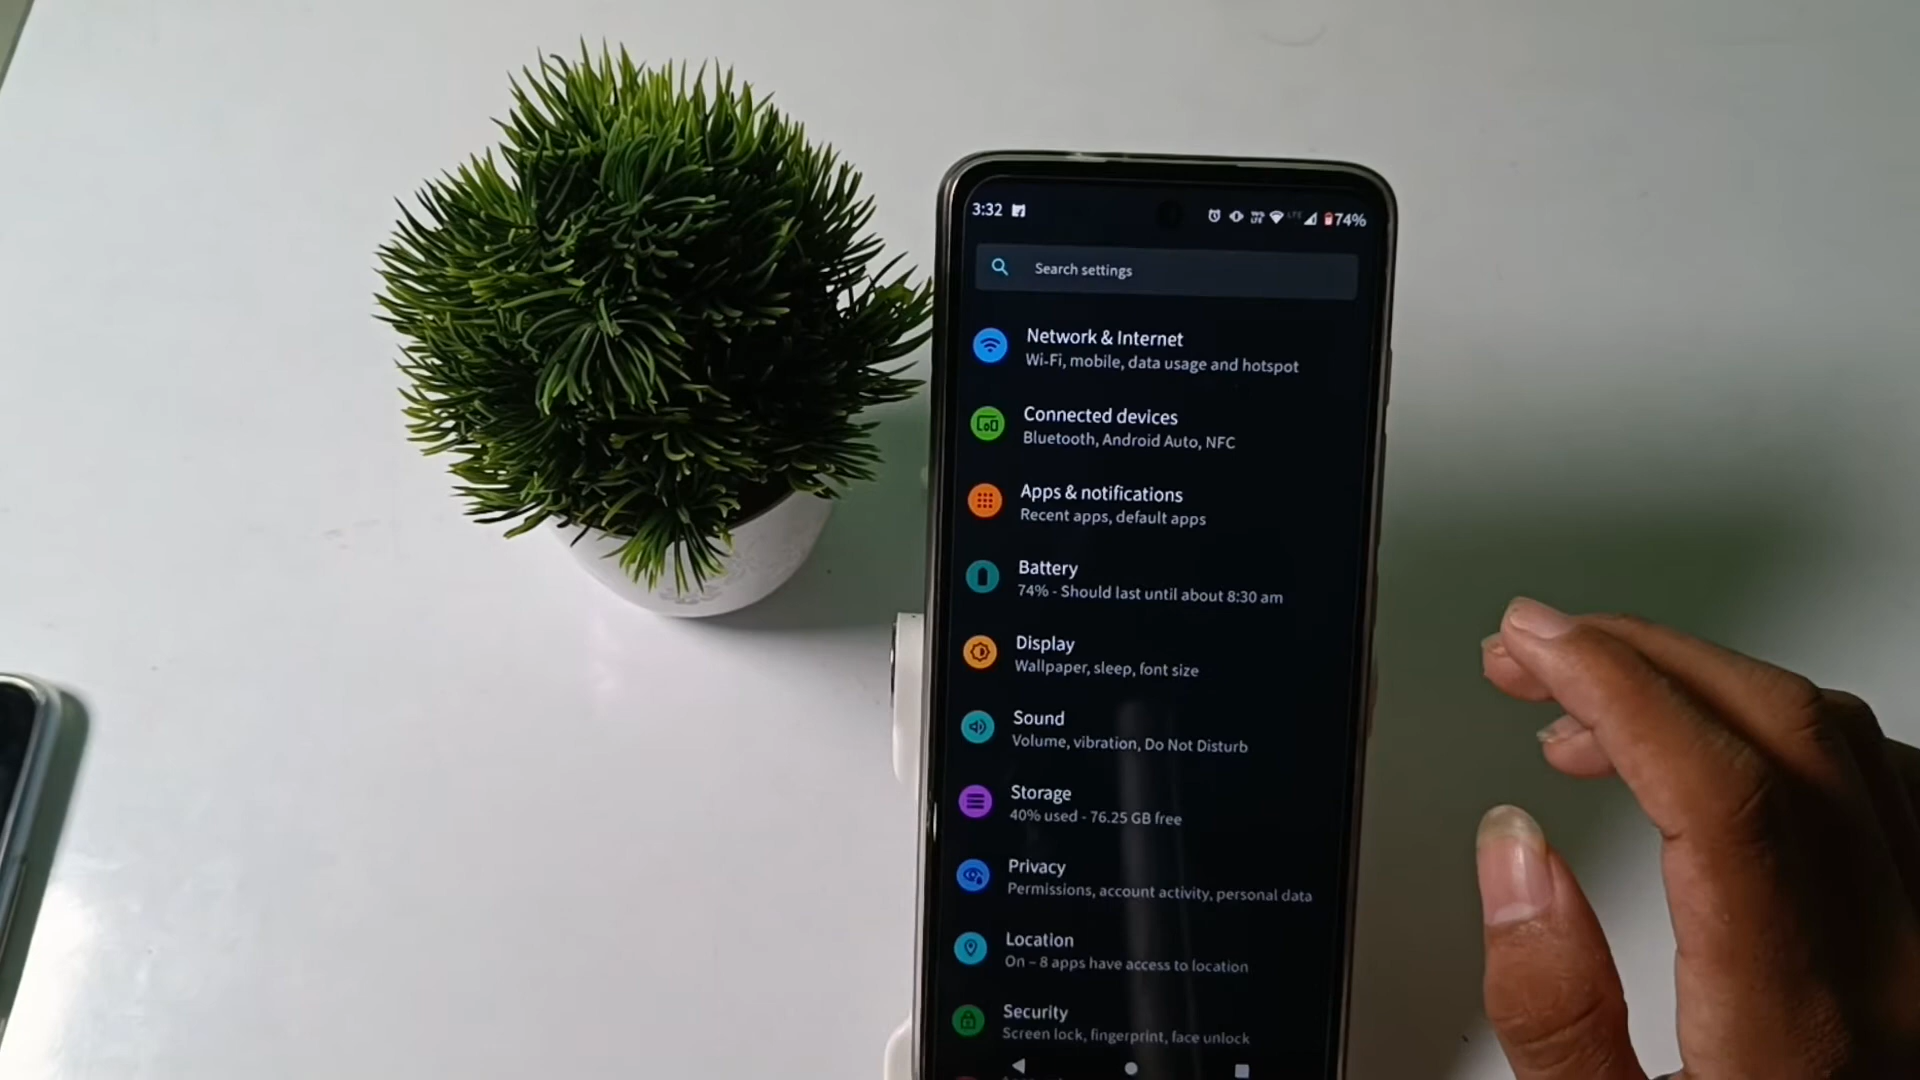 3:32
74%
Search settings
Network & Internet
Wi-Fi, mobile, data usage and hotspot
Connected devices
Bluetooth, Android Auto, NFC
Apps & notifications
Recent apps, default apps
Battery
74% - Should last until about 8:30 am
Display
Wallpaper, sleep, font size
Sound
Volume, vibration, Do Not Disturb
Storage
40% used - 76.25 GB free
Privacy
Permissions, account activity, personal data
Location
On – 8 apps have access to location
Security
Screen lock, fingerprint, face unlock